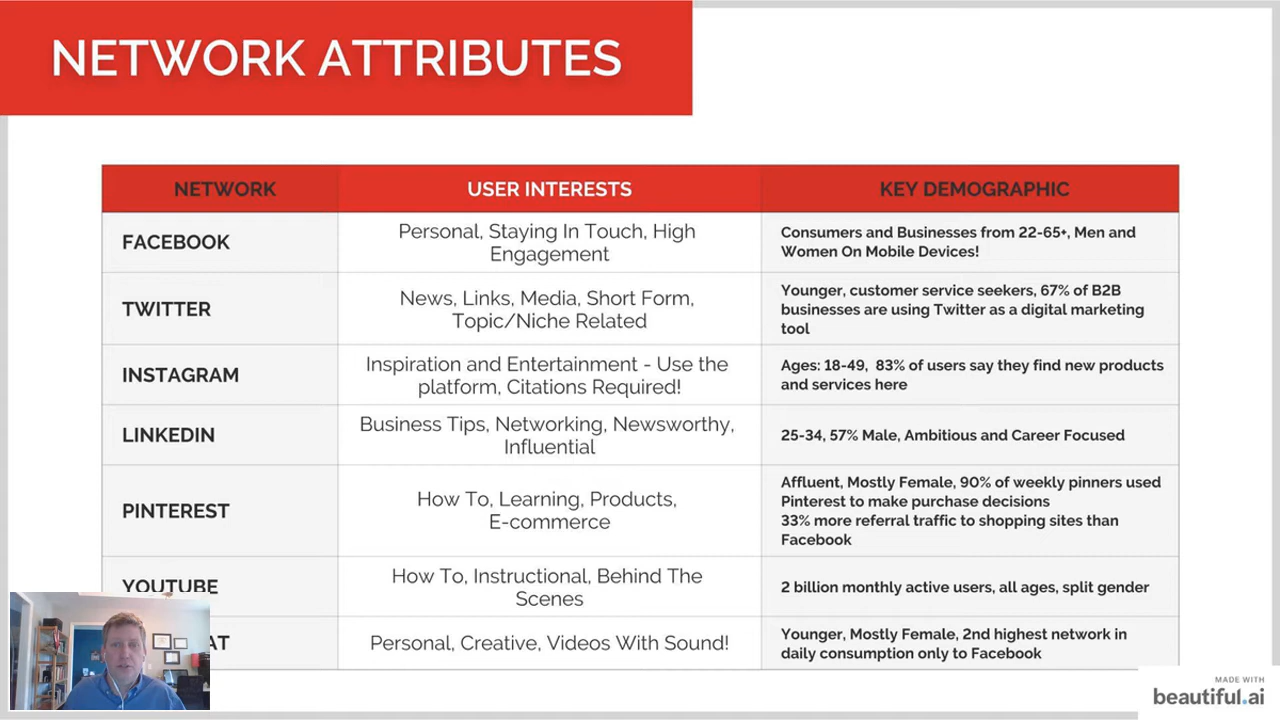 NETWORK ATTRIBUTES
NETWORK
USER INTERESTS
KEY DEMOGRAPHIC
FACEBOOK
Personal, Staying In Touch, High
Engagement
Consumers and Businesses from 22-65+, Men and
Women On Mobile Devices!
TWITTER
News, Links, Media, Short Form,
Topic/Niche Related
Younger, customer service seekers, 67% of B2B
businesses are using Twitter as a digital marketing
tool
INSTAGRAM
Inspiration and Entertainment - Use the
platform, Citations Required!
Ages: 18-49, 83% of users say they find new products
and services here
LINKEDIN
Business Tips, Networking, Newsworthy,
Influential
25-34, 57% Male, Ambitious and Career Focused
PINTEREST
How To, Learning, Products,
E-commerce
Affluent, Mostly Female, 90% of weekly pinners used
Pinterest to make purchase decisions
33% more referral traffic to shopping sites than
Facebook
YOUTUBE
How To, Instructional, Behind The
Scenes
2 billion monthly active users, all ages, split gender
AT
Personal, Creative, Videos With Sound!
Younger, Mostly Female, 2nd highest network in
daily consumption only to Facebook
MADE WITH
beautiful.ai